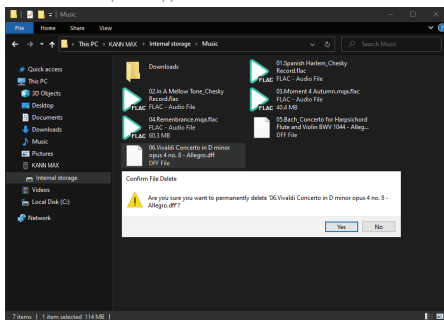 Music
File Home Share View
This PC > KANN MAX > Internal storage > Music
Search Music
Quick access
This PC
3D Objects
Desktop
Documents
Downloads
Music
Pictures
KANN MAX
Internal storage
Videos
Local Disk (C:)
Network
Downloads
01.Spanish Harlem_Chesky
Record.flac
FLAC - Audio File
FLAC
02.In A Mellow Tone_Chesky
Record.flac
FLAC - Audio File
FLAC
03.Moment 4 Autumn.mqa.flac
FLAC - Audio File
40.4 MB
FLAC
04.Remembrance.mqa.flac
FLAC - Audio File
60.3 MB
FLAC
05.Bach_Concerto for Harpsichord
Flute and Violin BWV 1044 - Alleg...
DFF File
06.Vivaldi Concerto in D minor
opus 4 no. 8 - Allegro.dff
DFF File
Confirm File Delete
Are you sure you want to permanently delete '06.Vivaldi Concerto in D minor opus 4 no. 8 -
Allegro.dff'?
Yes No
7 items 1 item selected 114 MB